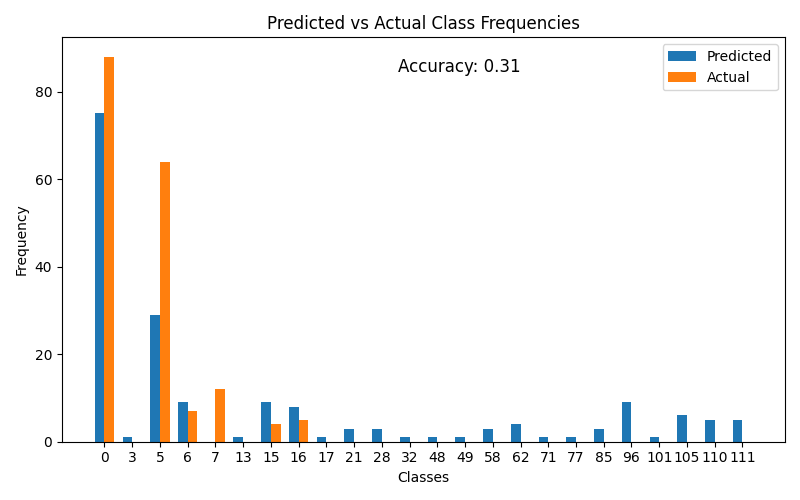 Predicted vs Actual Class Frequencies
Accuracy: 0.31
Predicted
Actual
Frequency
80
60
40
20
0
0 3 5 6 7 13 15 16 17 21 28 32 48 49 58 62 71 77 85 96 101 105 110 111
Classes